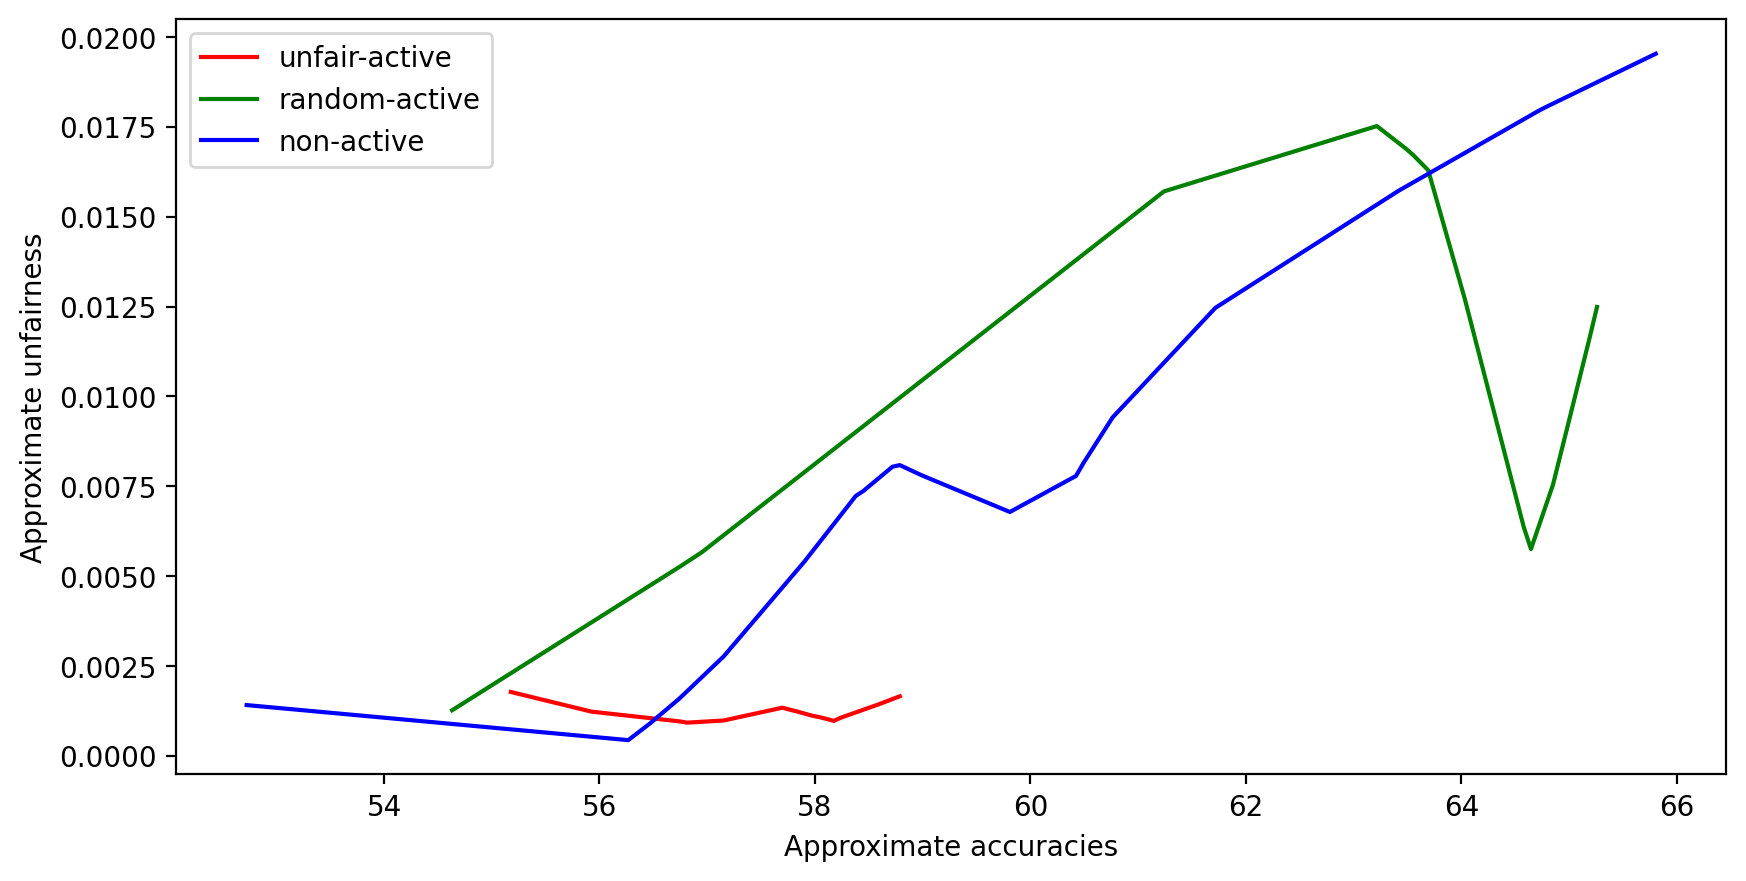 unfair-active
random-active
non-active
Approximate unfairness
0.0200
0.0175
0.0150
0.0125
0.0100
0.0075
0.0050
0.0025
0.0000
54 56 58 60 62 64 66
Approximate accuracies